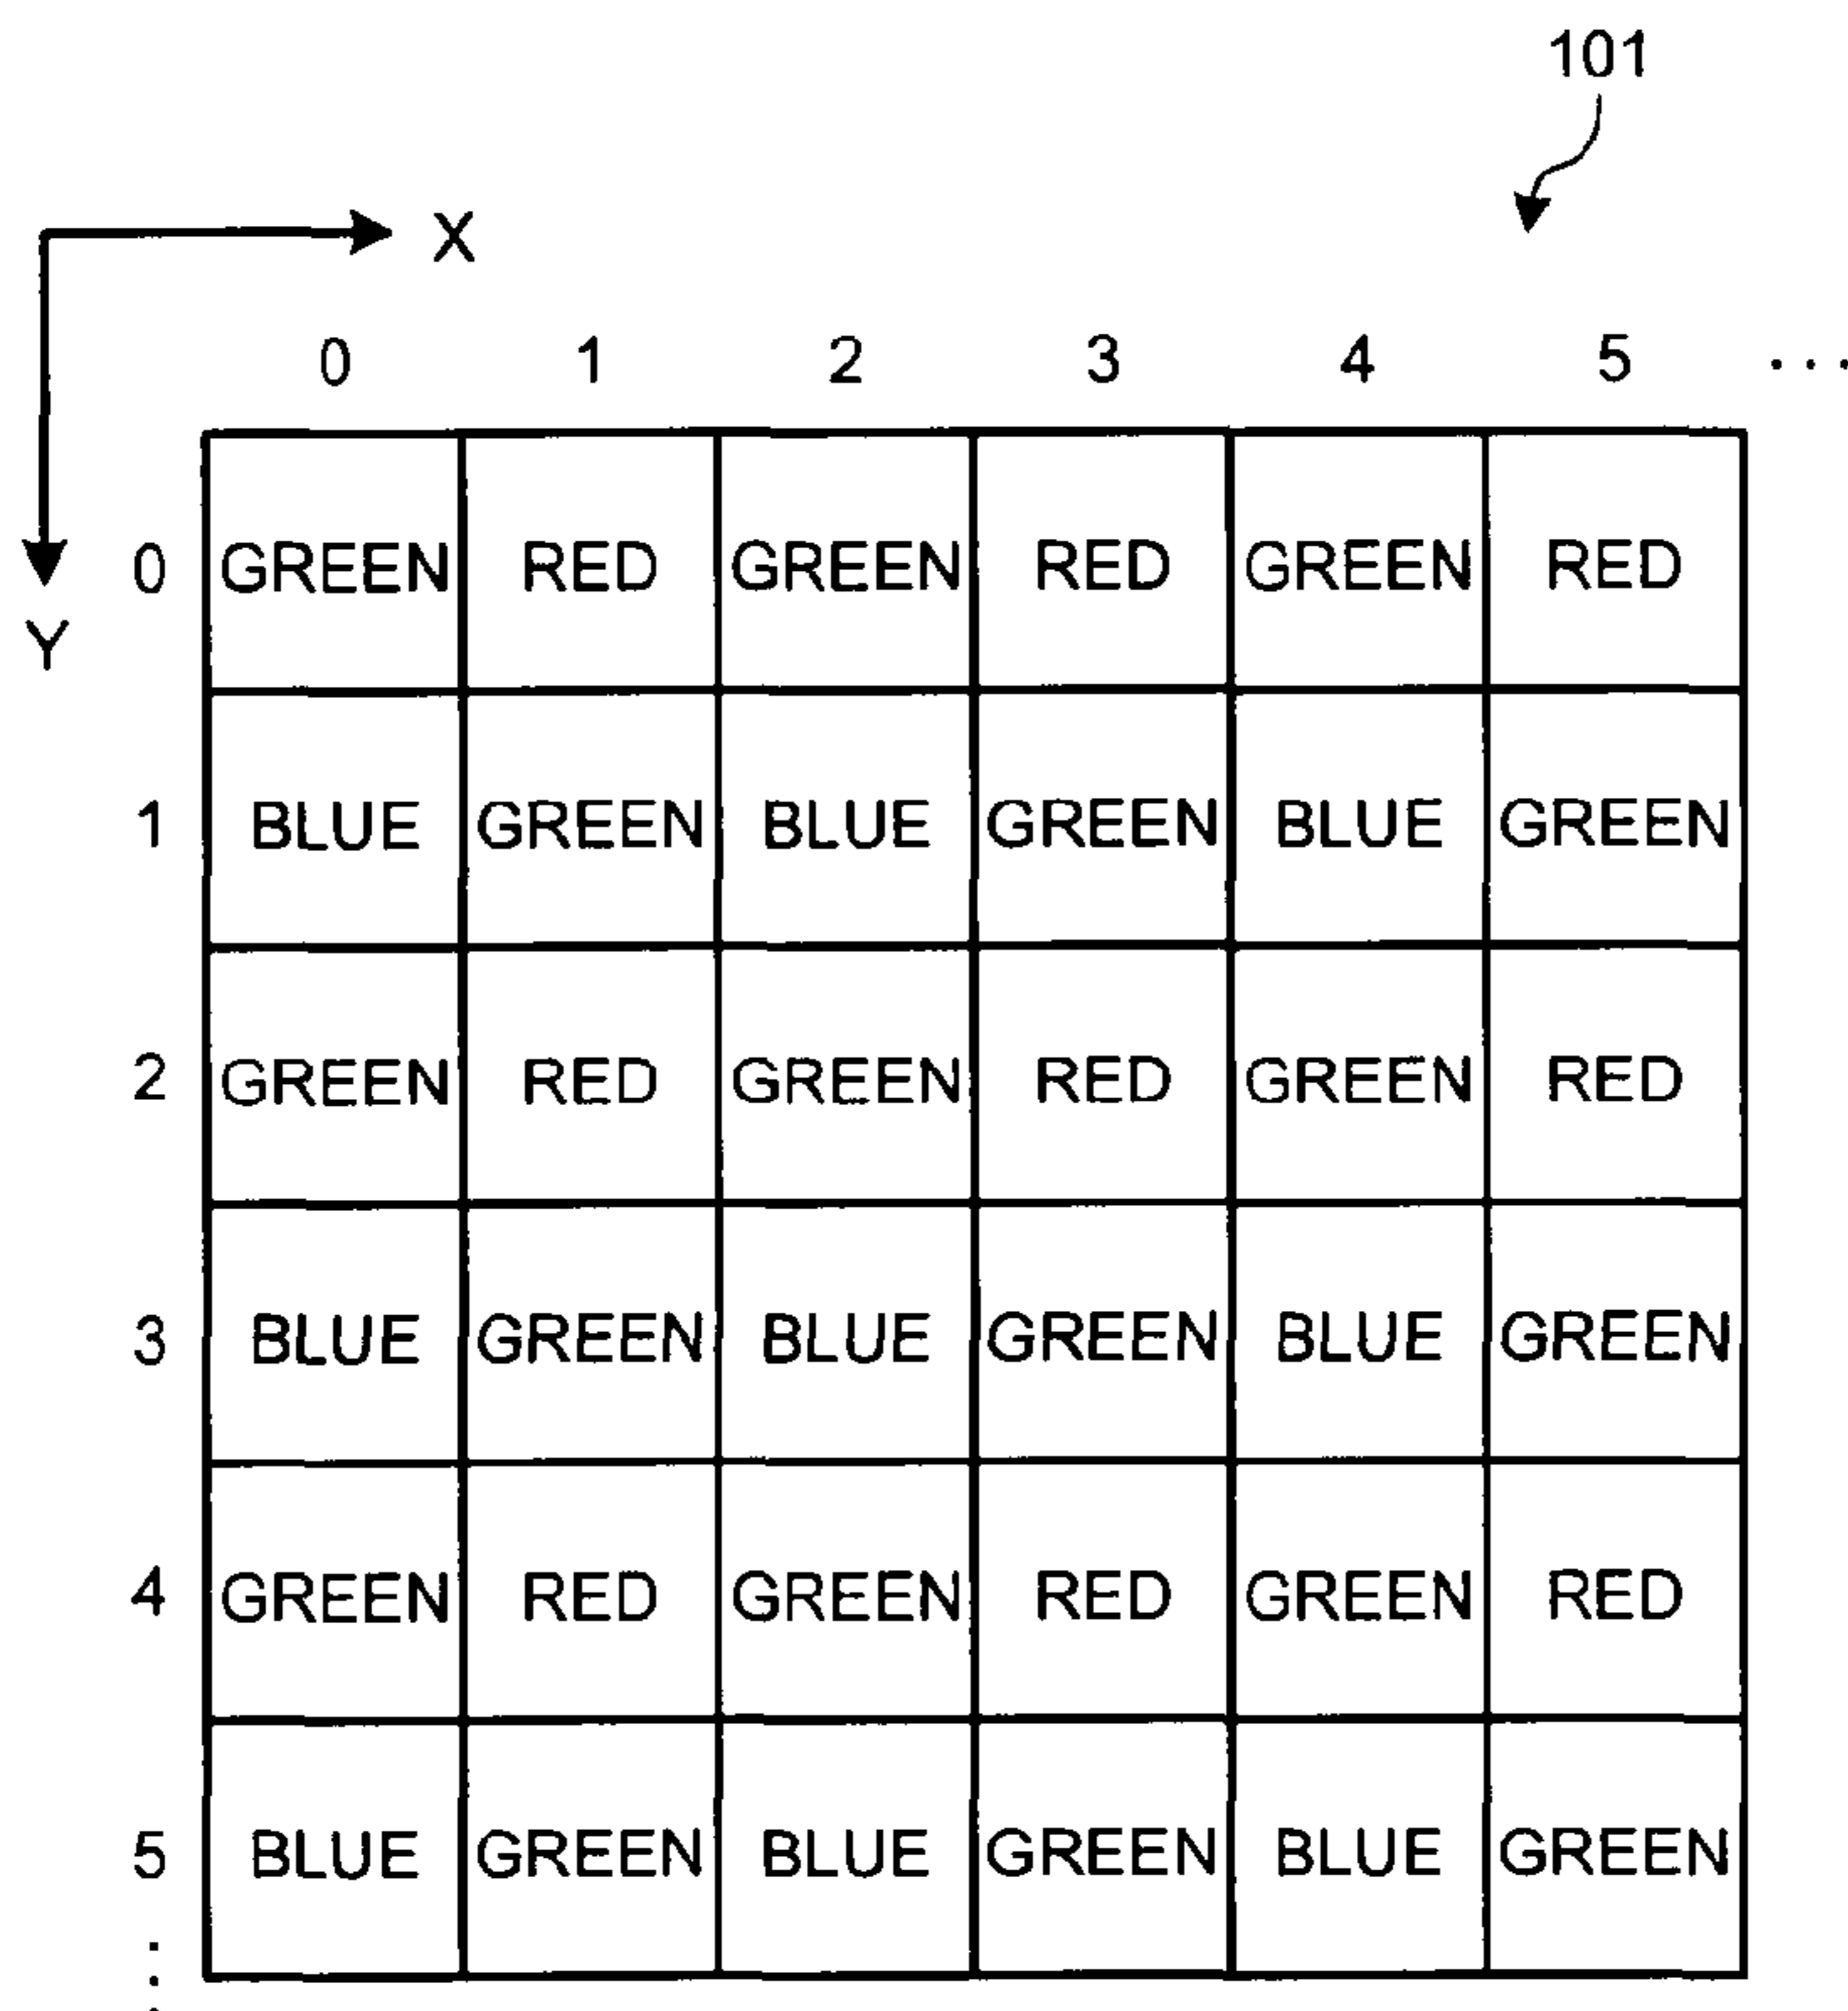 101
X
0 1 2 3 4 5 ...
0 GREEN RED GREEN RED GREEN RED
Y
1 BLUE GREEN BLUE GREEN BLUE GREEN
2 GREEN RED GREEN RED GREEN RED
3 BLUE GREEN BLUE GREEN BLUE GREEN
4 GREEN RED GREEN RED GREEN RED
5 BLUE GREEN BLUE GREEN BLUE GREEN
⋮